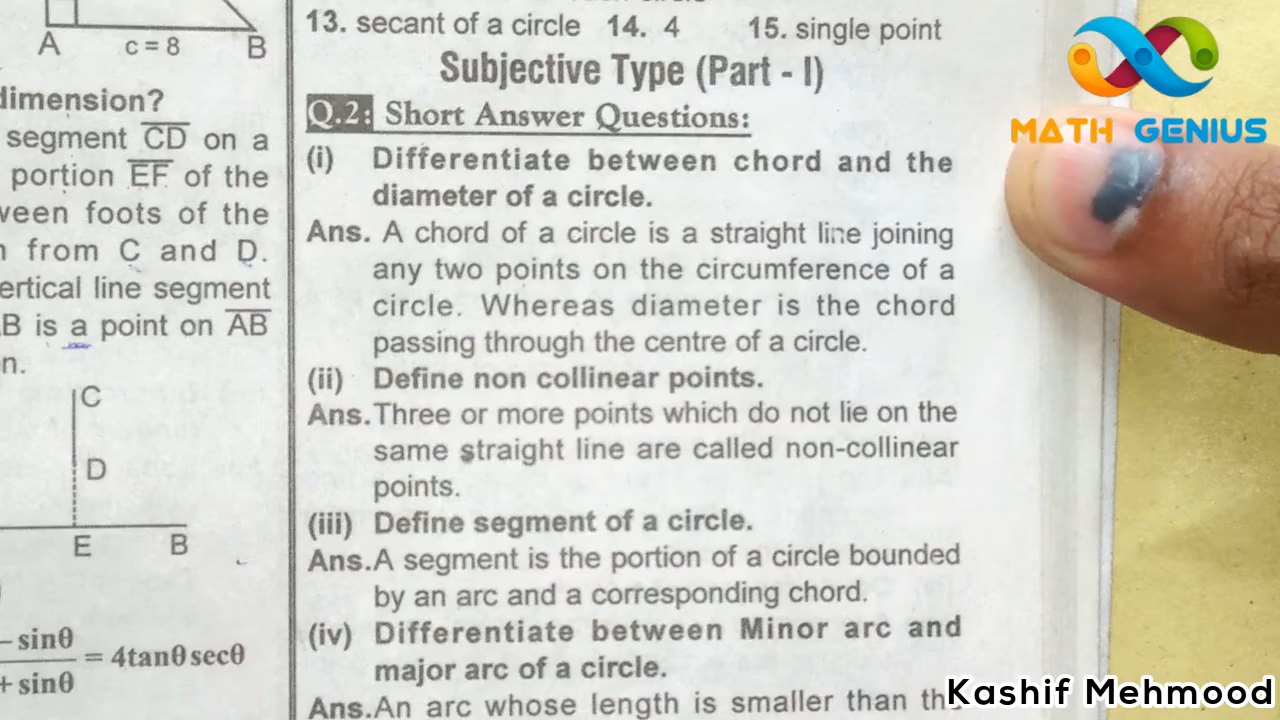 A c = 8 B
dimension?
segment CD on a
portion EF of the
ween foots of the
from C and D.
ertical line segment
B is a point on AB
n.
C
D
E B
– sinθ
= 4tanθ secθ
+ sinθ
13. secant of a circle 14. 4 15. single point
Subjective Type (Part - I)
Q.2: Short Answer Questions:
(i) Differentiate between chord and the
diameter of a circle.
Ans. A chord of a circle is a straight line joining
any two points on the circumference of a
circle. Whereas diameter is the chord
passing through the centre of a circle.
(ii) Define non collinear points.
Ans. Three or more points which do not lie on the
same straight line are called non-collinear
points.
(iii) Define segment of a circle.
Ans. A segment is the portion of a circle bounded
by an arc and a corresponding chord.
(iv) Differentiate between Minor arc and
major arc of a circle.
Ans. An arc whose length is smaller than
MATH GENIUS
Kashif Mehmood